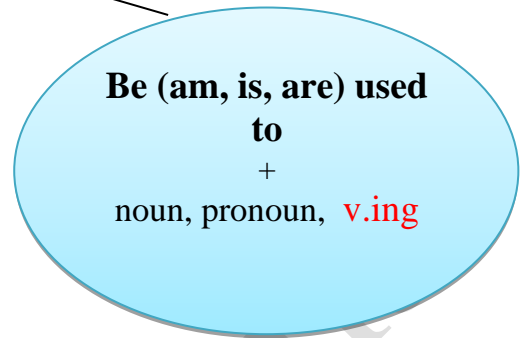 Be (am, is, are) used
to
+
noun, pronoun, v.ing